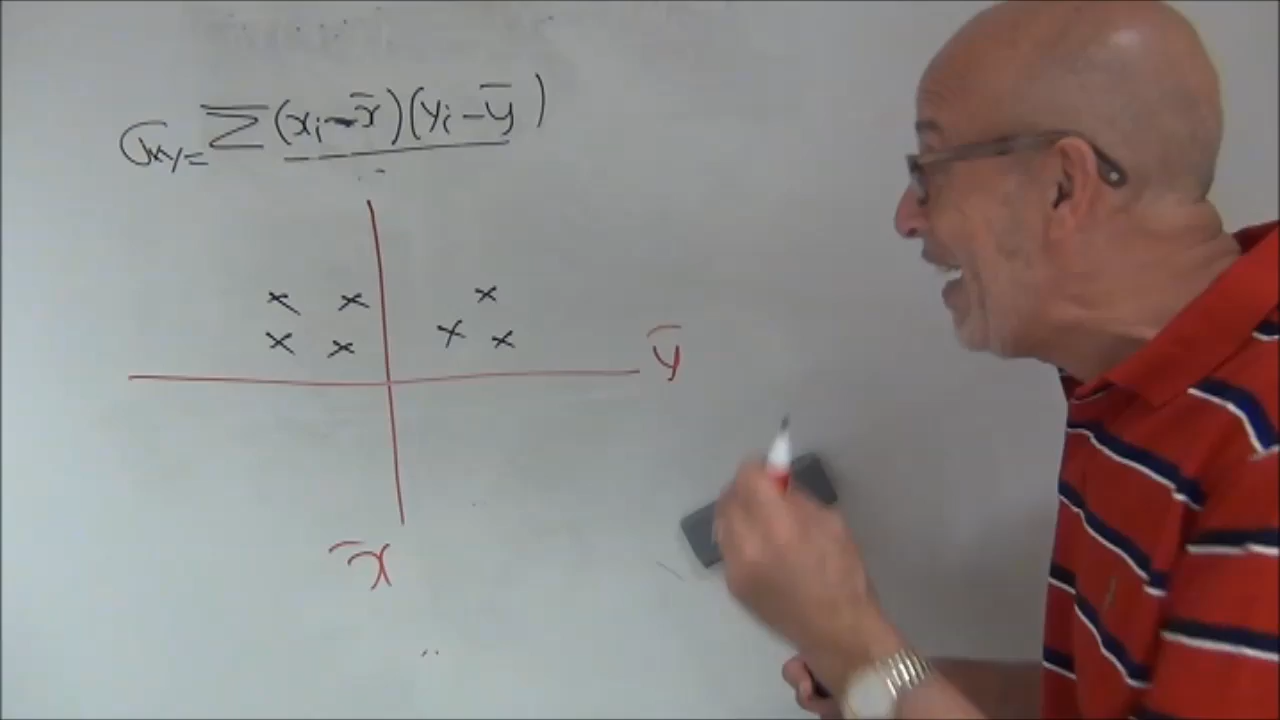 σxy = ∑ (xᵢ - x̄)(yᵢ - ȳ)
x x x
x x x x
ȳ
x̄